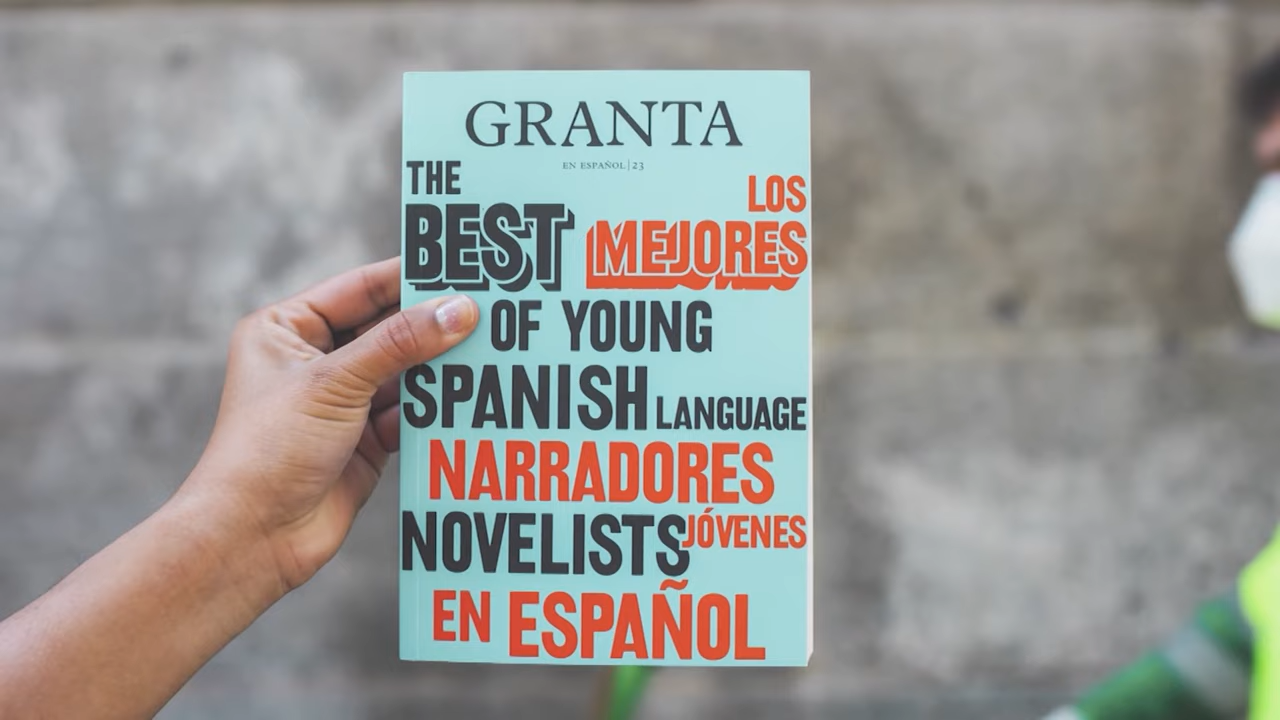 GRANTA
EN ESPAÑOL|23
THE
LOS
BEST MEJORES
OF YOUNG
SPANISH LANGUAGE
NARRADORES
NOVELISTS JÓVENES
EN ESPAÑOL